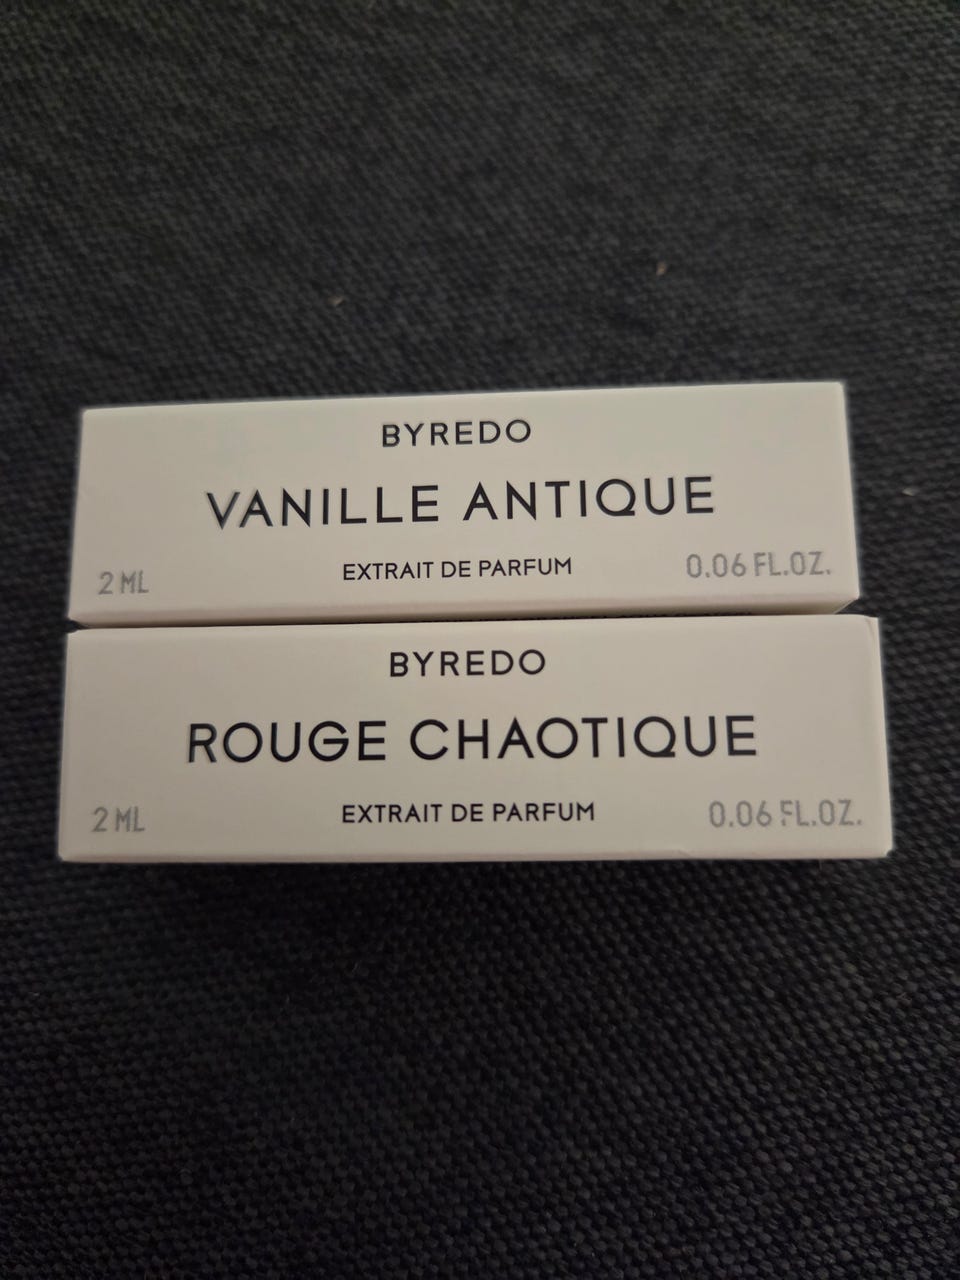 BYREDO
VANILLE ANTIQUE
2 ML EXTRAIT DE PARFUM 0.06 FL.OZ.
BYREDO
ROUGE CHAOTIQUE
2 ML EXTRAIT DE PARFUM 0.06 FL.OZ.